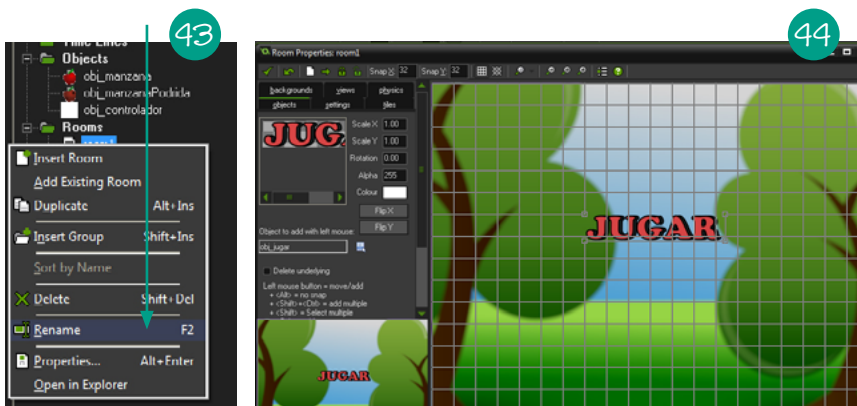 43
Time Lines
Objects
obj_manzana
obj_manzanaPodrida
obj_controlador
Rooms
room1
Insert Room
Add Existing Room
Duplicate Alt+Ins
Insert Group Shift+Ins
Sort by Name
Delete Shift+Del
Rename F2
Properties... Alt+Enter
Open in Explorer
44
Room Properties: room1
Snap X: 32 Snap Y: 32
backgrounds views physics
objects settings tiles
JUG
Scale X 1.00
Scale Y 1.00
Rotation 0.00
Alpha 255
Colour
Flip X
Flip Y
Object to add with left mouse:
obj_jugar
Delete underlying
Left mouse button = move/add
+ <Alt> = no snap
+ <Shift>+<Ctrl> = add multiple
+ <Shift> = Select multiple
JUGAR
JUGAR